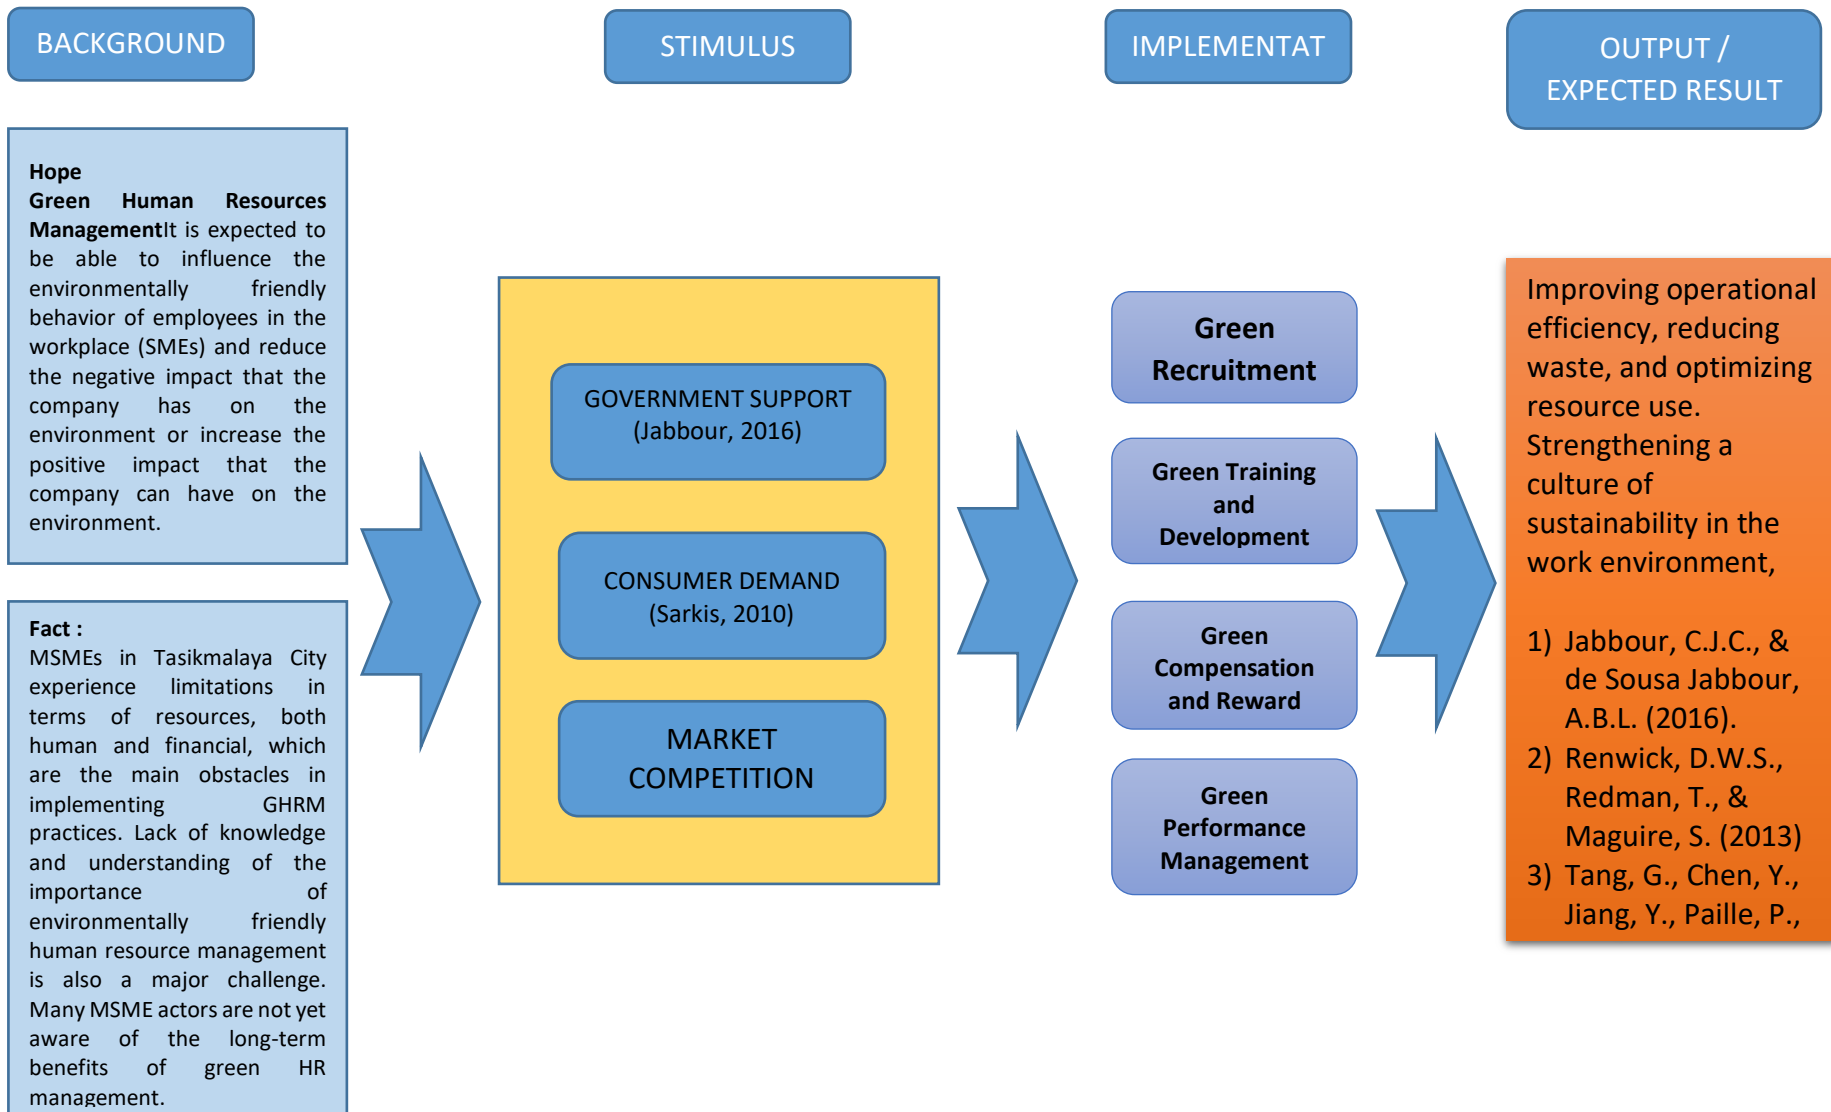 BACKGROUND
STIMULUS
IMPLEMENTAT
OUTPUT /
EXPECTED RESULT
Hope
Green Human Resources
ManagementIt is expected to
be able to influence the
environmentally friendly
behavior of employees in the
workplace (SMEs) and reduce
the negative impact that the
company has on the
environment or increase the
positive impact that the
company can have on the
environment.
Fact :
MSMEs in Tasikmalaya City
experience limitations in
terms of resources, both
human and financial, which
are the main obstacles in
implementing GHRM
practices. Lack of knowledge
and understanding of the
importance of
environmentally friendly
human resource management
is also a major challenge.
Many MSME actors are not yet
aware of the long-term
benefits of green HR
management.
GOVERNMENT SUPPORT
(Jabbour, 2016)
CONSUMER DEMAND
(Sarkis, 2010)
MARKET
COMPETITION
Green
Recruitment
Green Training
and
Development
Green
Compensation
and Reward
Green
Performance
Management
Improving operational
efficiency, reducing
waste, and optimizing
resource use.
Strengthening a
culture of
sustainability in the
work environment,
1) Jabbour, C.J.C., &
de Sousa Jabbour,
A.B.L. (2016).
2) Renwick, D.W.S.,
Redman, T., &
Maguire, S. (2013)
3) Tang, G., Chen, Y.,
Jiang, Y., Paille, P.,